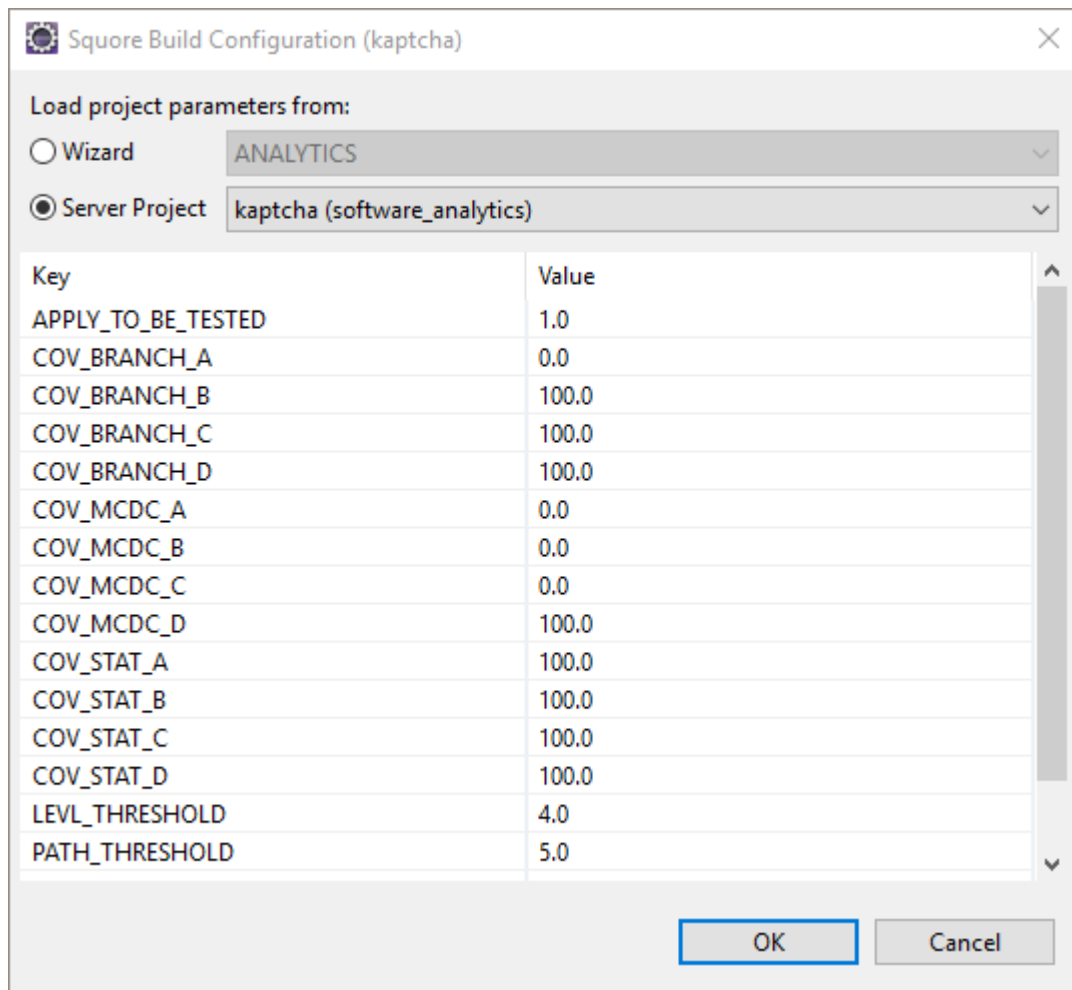 Squore Build Configuration (kaptcha)
Load project parameters from:
Wizard ANALYTICS
Server Project kaptcha (software_analytics)
Key Value
APPLY_TO_BE_TESTED 1.0
COV_BRANCH_A 0.0
COV_BRANCH_B 100.0
COV_BRANCH_C 100.0
COV_BRANCH_D 100.0
COV_MCDC_A 0.0
COV_MCDC_B 0.0
COV_MCDC_C 0.0
COV_MCDC_D 100.0
COV_STAT_A 100.0
COV_STAT_B 100.0
COV_STAT_C 100.0
COV_STAT_D 100.0
LEVL_THRESHOLD 4.0
PATH_THRESHOLD 5.0
OK Cancel